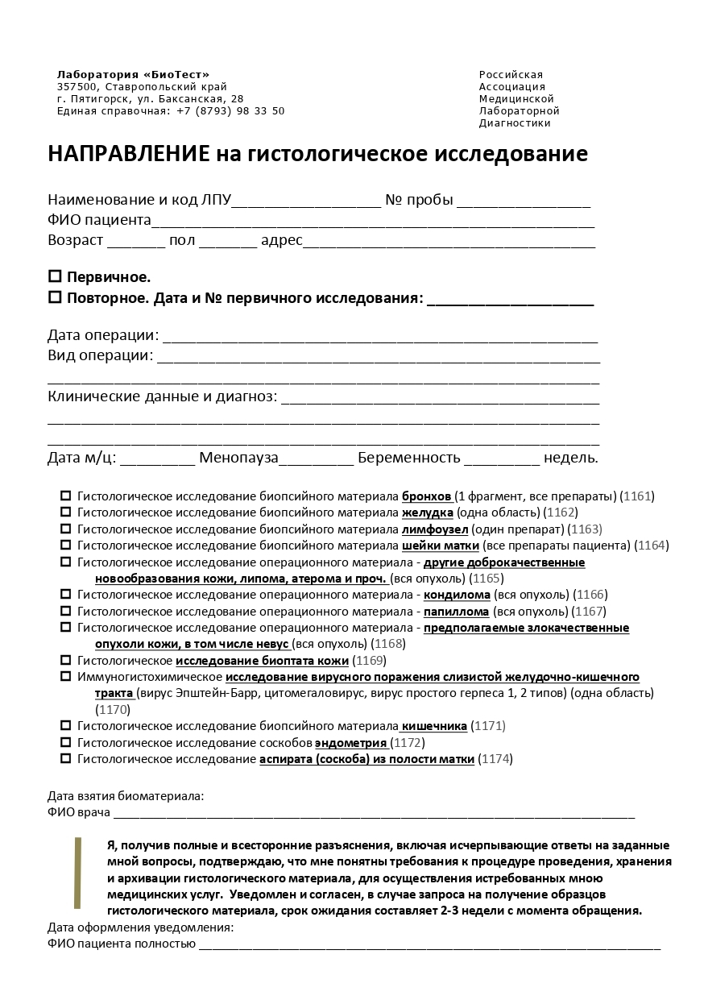 Лаборатория «БиоТест»
357500, Ставропольский край
г. Пятигорск, ул. Баксанская, 28
Единая справочная: +7 (8793) 98 33 50
Российская
Ассоциация
Медицинской
Лабораторной
Диагностики
НАПРАВЛЕНИЕ на гистологическое исследование
Наименование и код ЛПУ__________________ № пробы ________________
ФИО пациента_____________________________________________________
Возраст _______ пол _______ адрес___________________________________
☐ Первичное.
☐ Повторное. Дата и № первичного исследования: ____________________
Дата операции: ____________________________________________________
Вид операции: _____________________________________________________
__________________________________________________________________
Клинические данные и диагноз: ______________________________________
__________________________________________________________________
__________________________________________________________________
Дата м/ц: _________ Менопауза_________ Беременность _________ недель.
☐ Гистологическое исследование биопсийного материала бронхов (1 фрагмент, все препараты) (1161)
☐ Гистологическое исследование биопсийного материала желудка (одна область) (1162)
☐ Гистологическое исследование биопсийного материала лимфоузел (один препарат) (1163)
☐ Гистологическое исследование биопсийного материала шейки матки (все препараты пациента) (1164)
☐ Гистологическое исследование операционного материала - другие доброкачественные
новообразования кожи, липома, атерома и проч. (вся опухоль) (1165)
☐ Гистологическое исследование операционного материала - кондилома (вся опухоль) (1166)
☐ Гистологическое исследование операционного материала - папиллома (вся опухоль) (1167)
☐ Гистологическое исследование операционного материала - предполагаемые злокачественные
опухоли кожи, в том числе невус (вся опухоль) (1168)
☐ Гистологическое исследование биоптата кожи (1169)
☐ Иммуногистохимическое исследование вирусного поражения слизистой желудочно-кишечного
тракта (вирус Эпштейн-Барр, цитомегаловирус, вирус простого герпеса 1, 2 типов) (одна область)
(1170)
☐ Гистологическое исследование биопсийного материала кишечника (1171)
☐ Гистологическое исследование соскобов эндометрия (1172)
☐ Гистологическое исследование аспирата (соскоба) из полости матки (1174)
Дата взятия биоматериала:
ФИО врача ______________________________________________________________________________
Я, получив полные и всесторонние разъяснения, включая исчерпывающие ответы на заданные
мной вопросы, подтверждаю, что мне понятны требования к процедуре проведения, хранения
и архивации гистологического материала, для осуществления истребованных мною
медицинских услуг. Уведомлен и согласен, в случае запроса на получение образцов
гистологического материала, срок ожидания составляет 2-3 недели с момента обращения.
Дата оформления уведомления:
ФИО пациента полностью _____________________________________________________________________